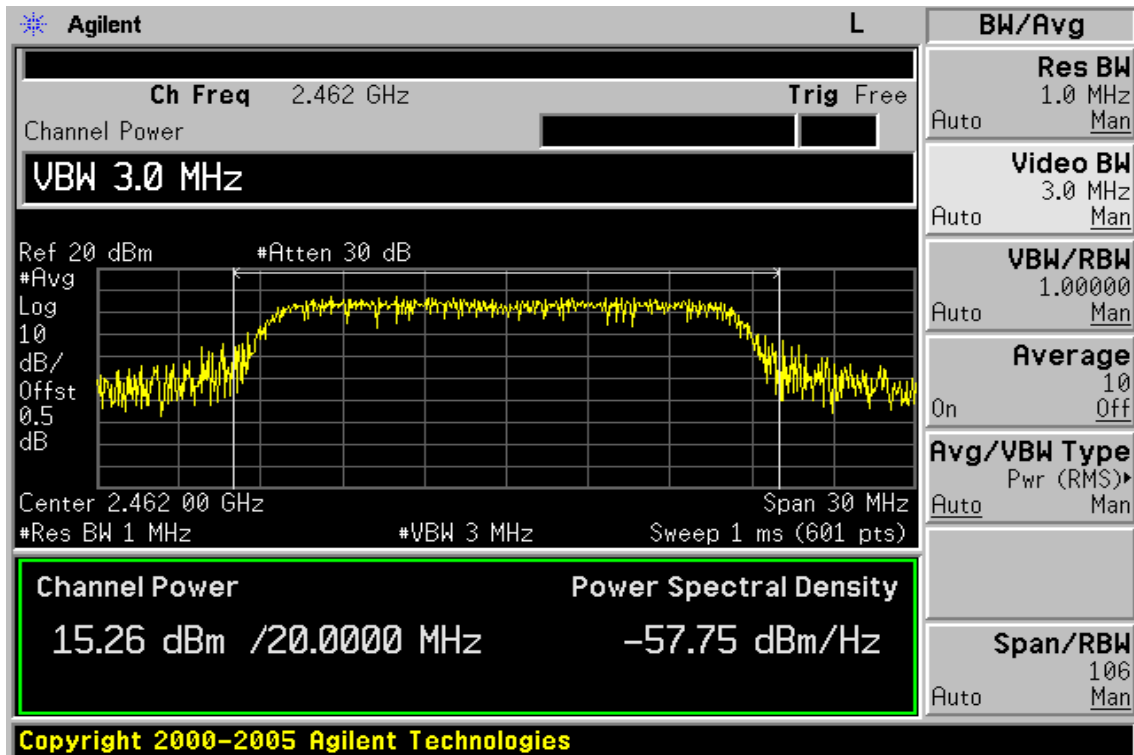 Agilent L
BW/Avg
Ch Freq 2.462 GHz Trig Free
Channel Power
VBW 3.0 MHz
Ref 20 dBm #Atten 30 dB
#Avg
Log
10
dB/
Offst
0.5
dB
Center 2.462 00 GHz Span 30 MHz
#Res BW 1 MHz #VBW 3 MHz Sweep 1 ms (601 pts)
Channel Power Power Spectral Density
15.26 dBm /20.0000 MHz -57.75 dBm/Hz
Res BW
1.0 MHz
Auto Man
Video BW
3.0 MHz
Auto Man
VBW/RBW
1.00000
Auto Man
Average
10
On Off
Avg/VBW Type
Pwr (RMS)▸
Auto Man
Span/RBW
106
Auto Man
Copyright 2000-2005 Agilent Technologies